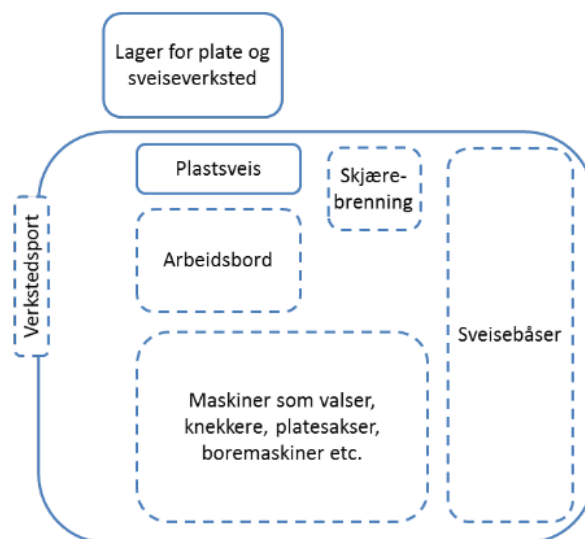 Lager for plate og
sveiseverksted
Plastsveis
Skjære-
brenning
Verkstedsport
Arbeidsbord
Sveisebåser
Maskiner som valser,
knekkere, platesakser,
boremaskiner etc.